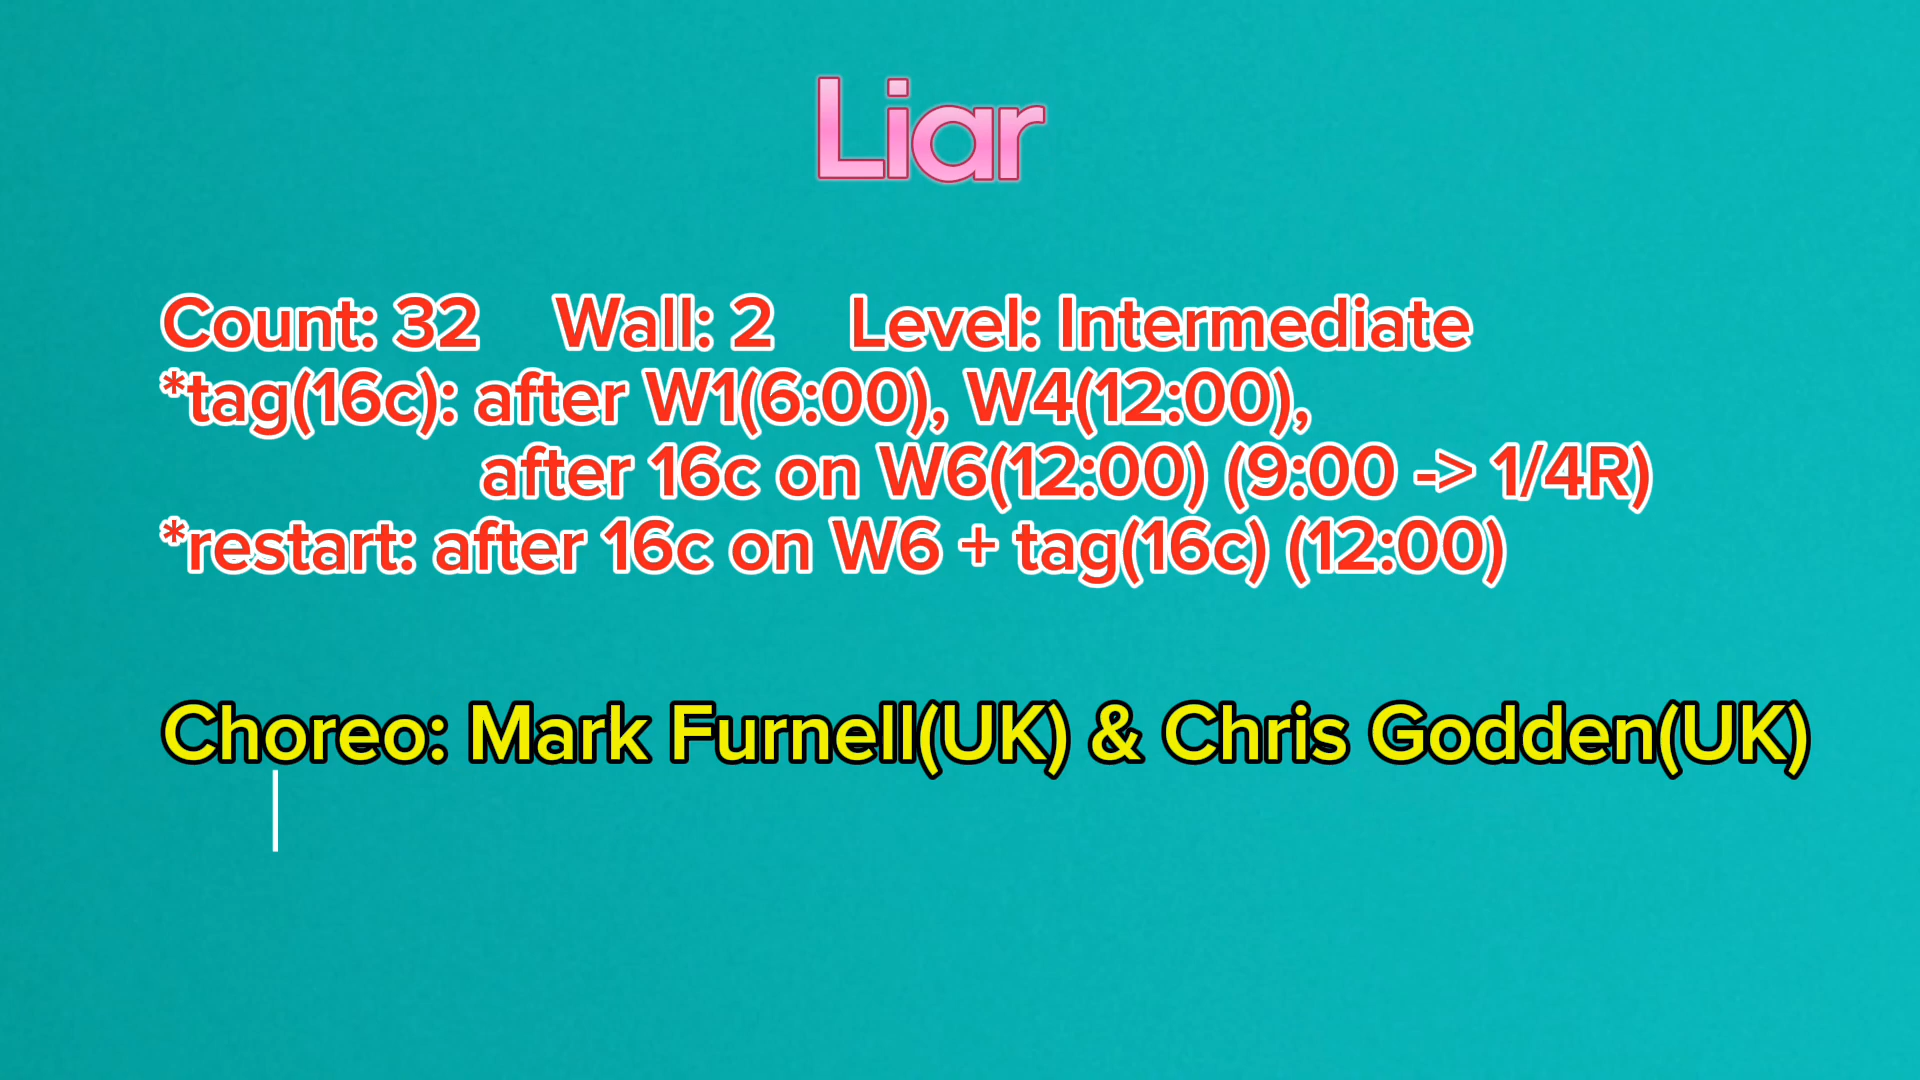 Liar
Count: 32 Wall: 2 Level: Intermediate
*tag(16c): after W1(6:00), W4(12:00),
after 16c on W6(12:00) (9:00 -> 1/4R)
*restart: after 16c on W6 + tag(16c) (12:00)
Choreo: Mark Furnell(UK) & Chris Godden(UK)